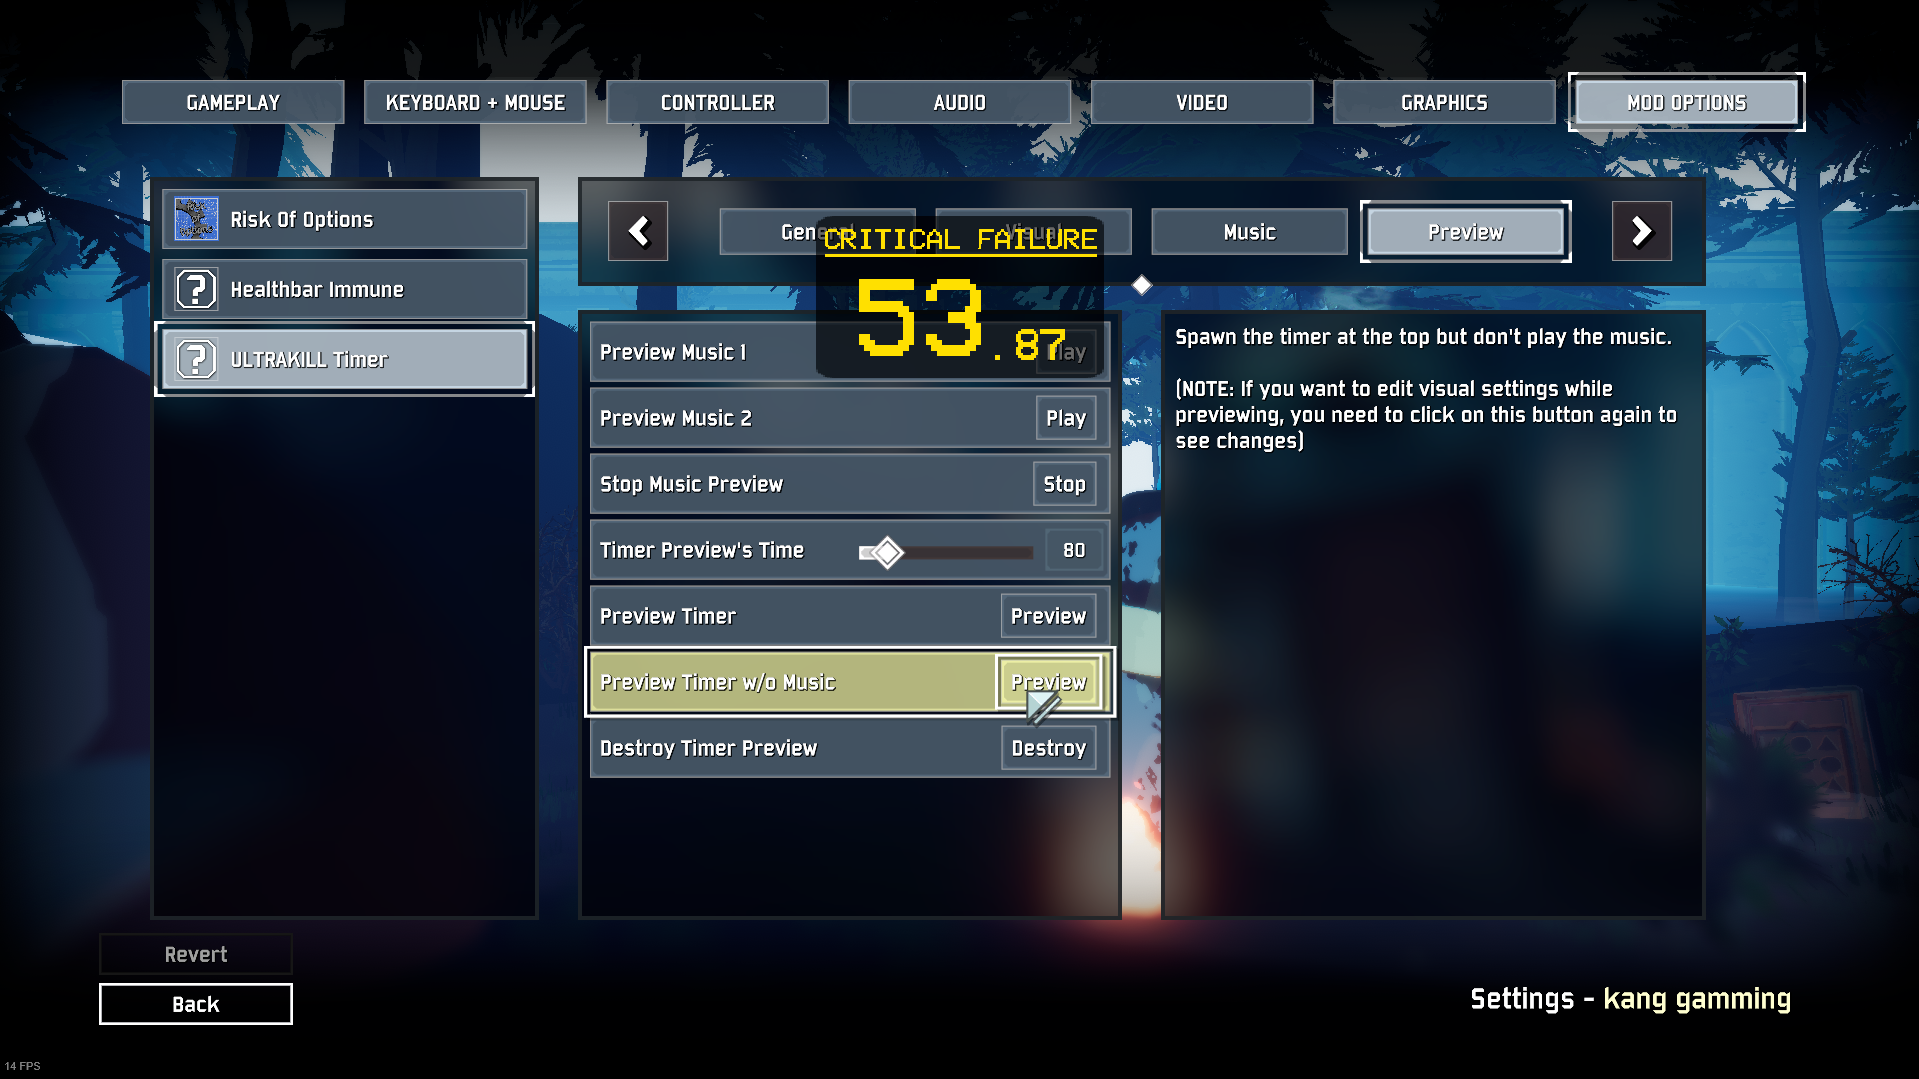 GAMEPLAY
KEYBOARD + MOUSE
CONTROLLER
AUDIO
VIDEO
GRAPHICS
MOD OPTIONS
Risk Of Options
Healthbar Immune
ULTRAKILL Timer
General
Visual
Music
Preview
CRITICAL FAILURE
53.87
Preview Music 1
Play
Preview Music 2
Play
Stop Music Preview
Stop
Timer Preview's Time
80
Preview Timer
Preview
Preview Timer w/o Music
Preview
Destroy Timer Preview
Destroy
Spawn the timer at the top but don't play the music.
(NOTE: If you want to edit visual settings while
previewing, you need to click on this button again to
see changes)
Revert
Back
Settings - kang gamming
14 FPS